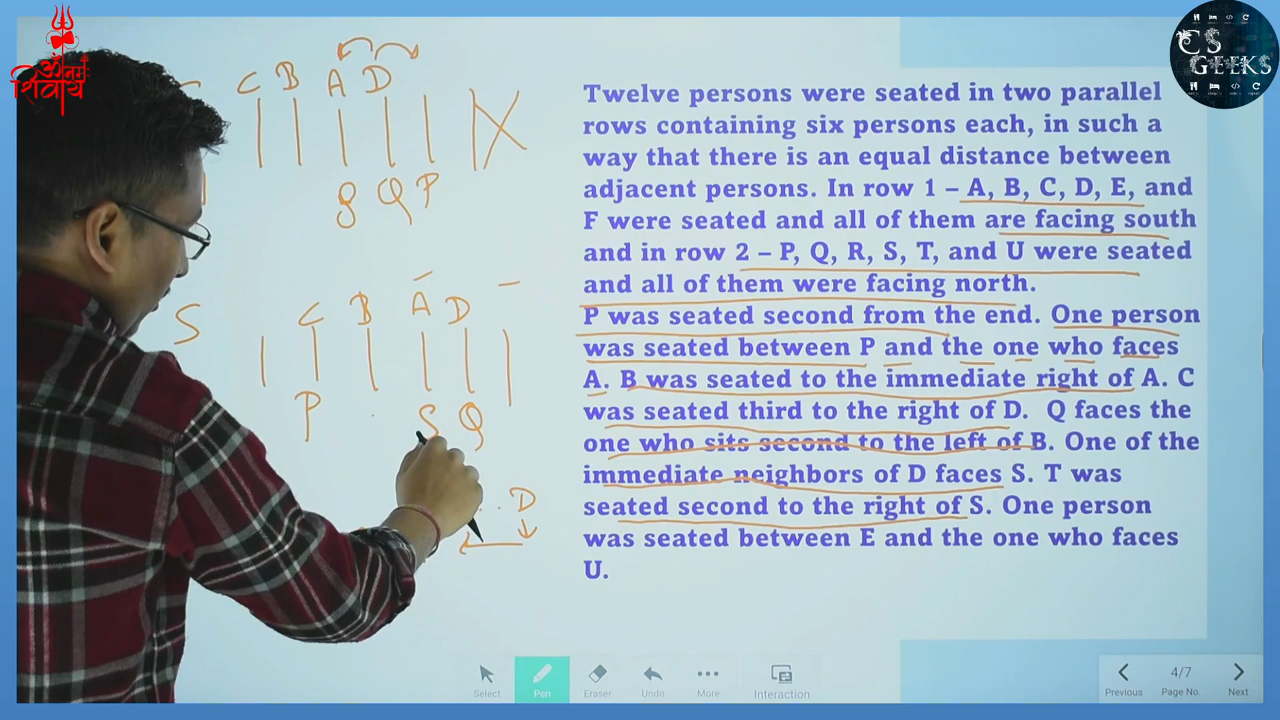 ॐ नमः
शिवाय
CS
GEEKS
C B A D
S Q P
C B A D
S
P S Q
D
Twelve persons were seated in two parallel
rows containing six persons each, in such a
way that there is an equal distance between
adjacent persons. In row 1 – A, B, C, D, E, and
F were seated and all of them are facing south
and in row 2 – P, Q, R, S, T, and U were seated
and all of them were facing north.
P was seated second from the end. One person
was seated between P and the one who faces
A. B was seated to the immediate right of A. C
was seated third to the right of D. Q faces the
one who sits second to the left of B. One of the
immediate neighbors of D faces S. T was
seated second to the right of S. One person
was seated between E and the one who faces
U.
Select Pen Eraser Undo More Interaction
4/7
Previous Page No. Next